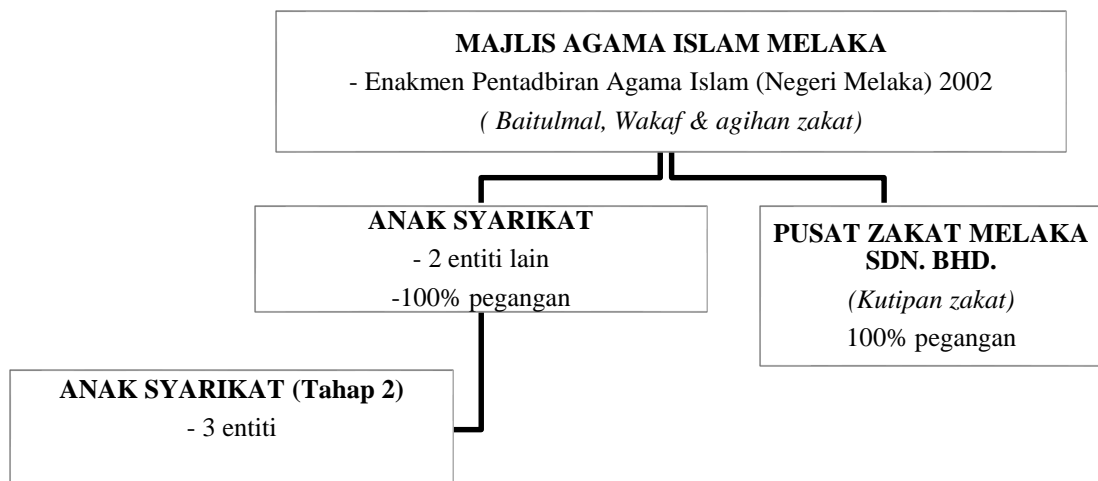 MAJLIS AGAMA ISLAM MELAKA
- Enakmen Pentadbiran Agama Islam (Negeri Melaka) 2002
( Baitulmal, Wakaf & agihan zakat)
ANAK SYARIKAT
- 2 entiti lain
-100% pegangan
PUSAT ZAKAT MELAKA
SDN. BHD.
(Kutipan zakat)
100% pegangan
ANAK SYARIKAT (Tahap 2)
- 3 entiti